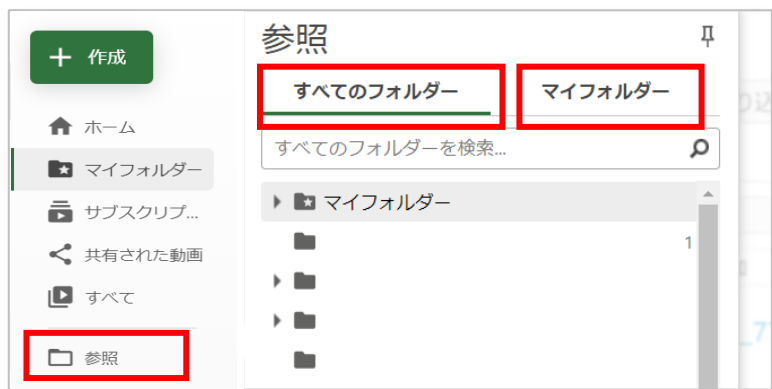 作成
ホーム
マイフォルダー
サブスクリプ...
共有された動画
すべて
参照
参照
すべてのフォルダー
マイフォルダー
すべてのフォルダーを検索...
マイフォルダー
1